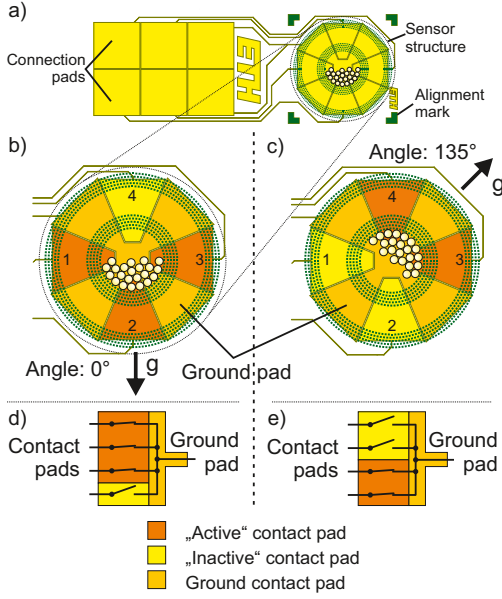 a)
Sensor
structure
Connection
pads
ETH
ETH
Alignment
mark
b)
c)
Angle: 135°
g
4
1
3
2
4
1
3
2
Angle: 0°
g
Ground pad
d)
e)
Contact
pads
Ground
pad
Contact
pads
Ground
pad
„Active“ contact pad
„Inactive“ contact pad
Ground contact pad